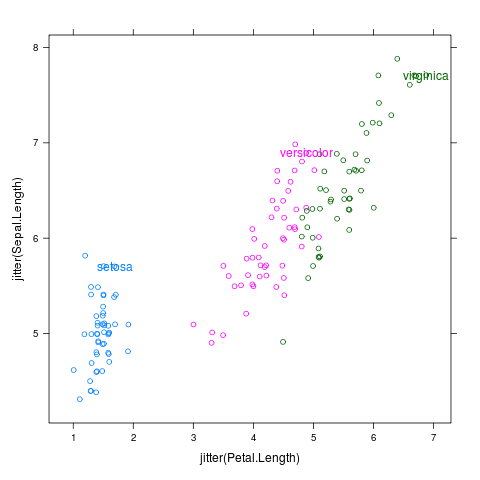 8
virginica
7
versicolor
jitter(Sepal.Length)
6
setosa
5
1 2 3 4 5 6 7
jitter(Petal.Length)